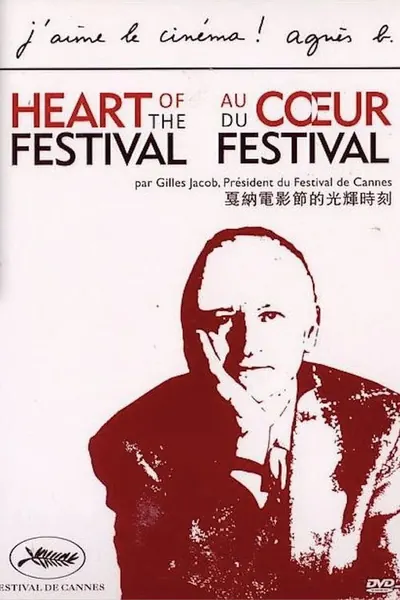 j'aime le cinéma! agnès b.
HEART OF THE FESTIVAL
AU CŒUR DU FESTIVAL
par Gilles Jacob, Président du Festival de Cannes
戛納電影節的光輝時刻
FESTIVAL DE CANNES
DVD